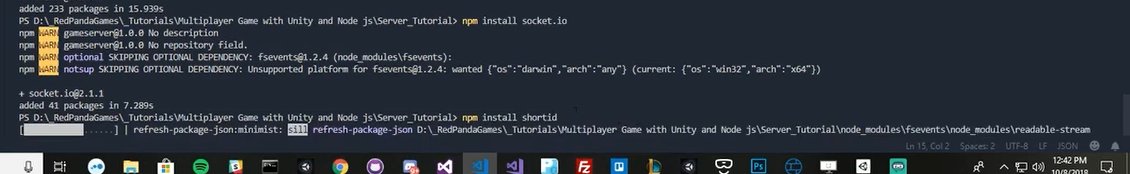 added 233 packages in 15.939s
PS D:\_RedPandaGames\_Tutorials\Multiplayer Game with Unity and Node js\Server_Tutorial> npm install socket.io
npm WARN gameserver@1.0.0 No description
npm WARN gameserver@1.0.0 No repository field.
npm WARN optional SKIPPING OPTIONAL DEPENDENCY: fsevents@1.2.4 (node_modules\fsevents):
npm WARN notsup SKIPPING OPTIONAL DEPENDENCY: Unsupported platform for fsevents@1.2.4: wanted {"os":"darwin","arch":"any"} (current: {"os":"win32","arch":"x64"})
+ socket.io@2.1.1
added 41 packages in 7.289s
PS D:\_RedPandaGames\_Tutorials\Multiplayer Game with Unity and Node js\Server_Tutorial> npm install shortid
[ ......] | refresh-package-json:minimist: sill refresh-package-json D:\_RedPandaGames\_Tutorials\Multiplayer Game with Unity and Node js\Server_Tutorial\node_modules\fsevents\node_modules\readable-stream
Ln 15, Col 2 Spaces: 2 UTF-8 LF JSON
12:42 PM
10/8/2018